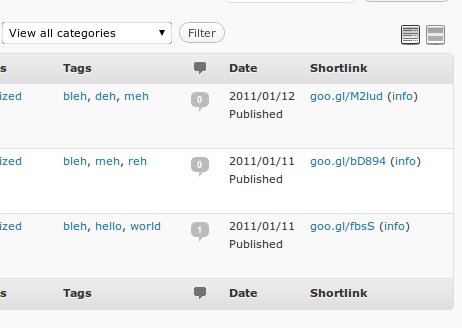 View all categories Filter
s Tags Date Shortlink
ized bleh, deh, meh 0 2011/01/12 goo.gl/M2lud (info)
Published
ized bleh, meh, reh 0 2011/01/11 goo.gl/bD894 (info)
Published
ized bleh, hello, world 1 2011/01/11 goo.gl/fbsS (info)
Published
s Tags Date Shortlink